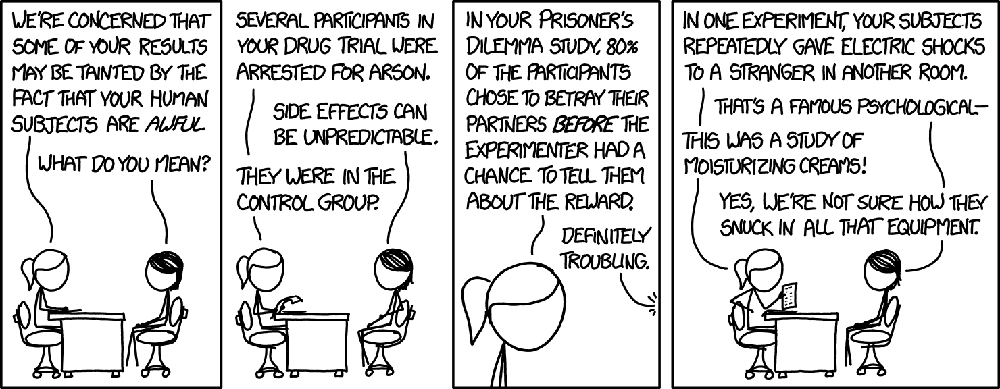 WE'RE CONCERNED THAT
SOME OF YOUR RESULTS
MAY BE TAINTED BY THE
FACT THAT YOUR HUMAN
SUBJECTS ARE AWFUL.
WHAT DO YOU MEAN?
SEVERAL PARTICIPANTS IN
YOUR DRUG TRIAL WERE
ARRESTED FOR ARSON.
SIDE EFFECTS CAN
BE UNPREDICTABLE.
THEY WERE IN THE
CONTROL GROUP.
IN YOUR PRISONER'S
DILEMMA STUDY, 80%
OF THE PARTICIPANTS
CHOSE TO BETRAY THEIR
PARTNERS BEFORE THE
EXPERIMENTER HAD A
CHANCE TO TELL THEM
ABOUT THE REWARD.
DEFINITELY
TROUBLING.
IN ONE EXPERIMENT, YOUR SUBJECTS
REPEATEDLY GAVE ELECTRIC SHOCKS
TO A STRANGER IN ANOTHER ROOM.
THAT'S A FAMOUS PSYCHOLOGICAL—
THIS WAS A STUDY OF
MOISTURIZING CREAMS!
YES, WE'RE NOT SURE HOW THEY
SNUCK IN ALL THAT EQUIPMENT.